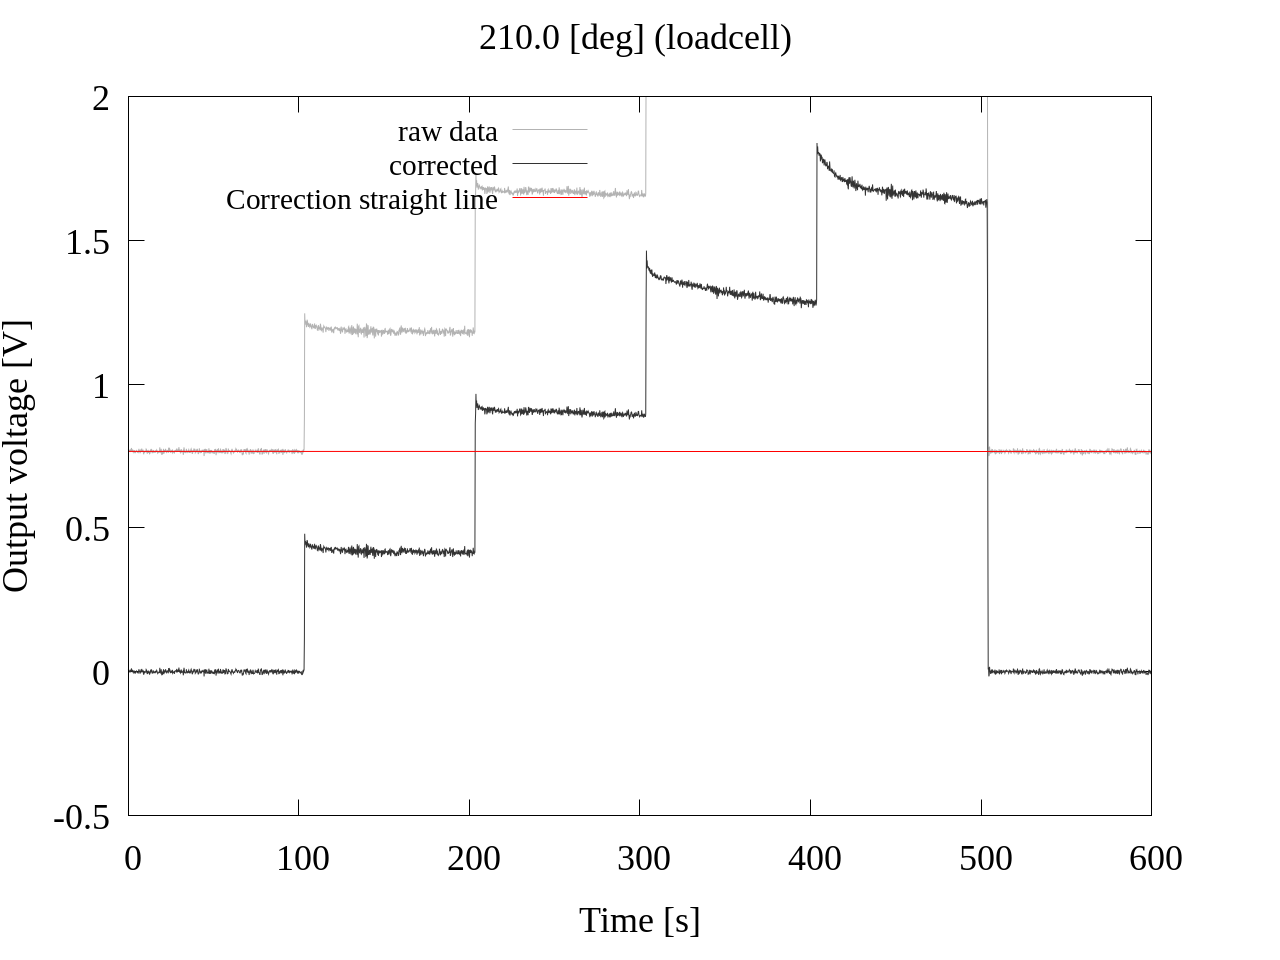 210.0 [deg] (loadcell)
2
1.5
1
0.5
0
-0.5
Output voltage [V]
raw data
corrected
Correction straight line
0 100 200 300 400 500 600
Time [s]